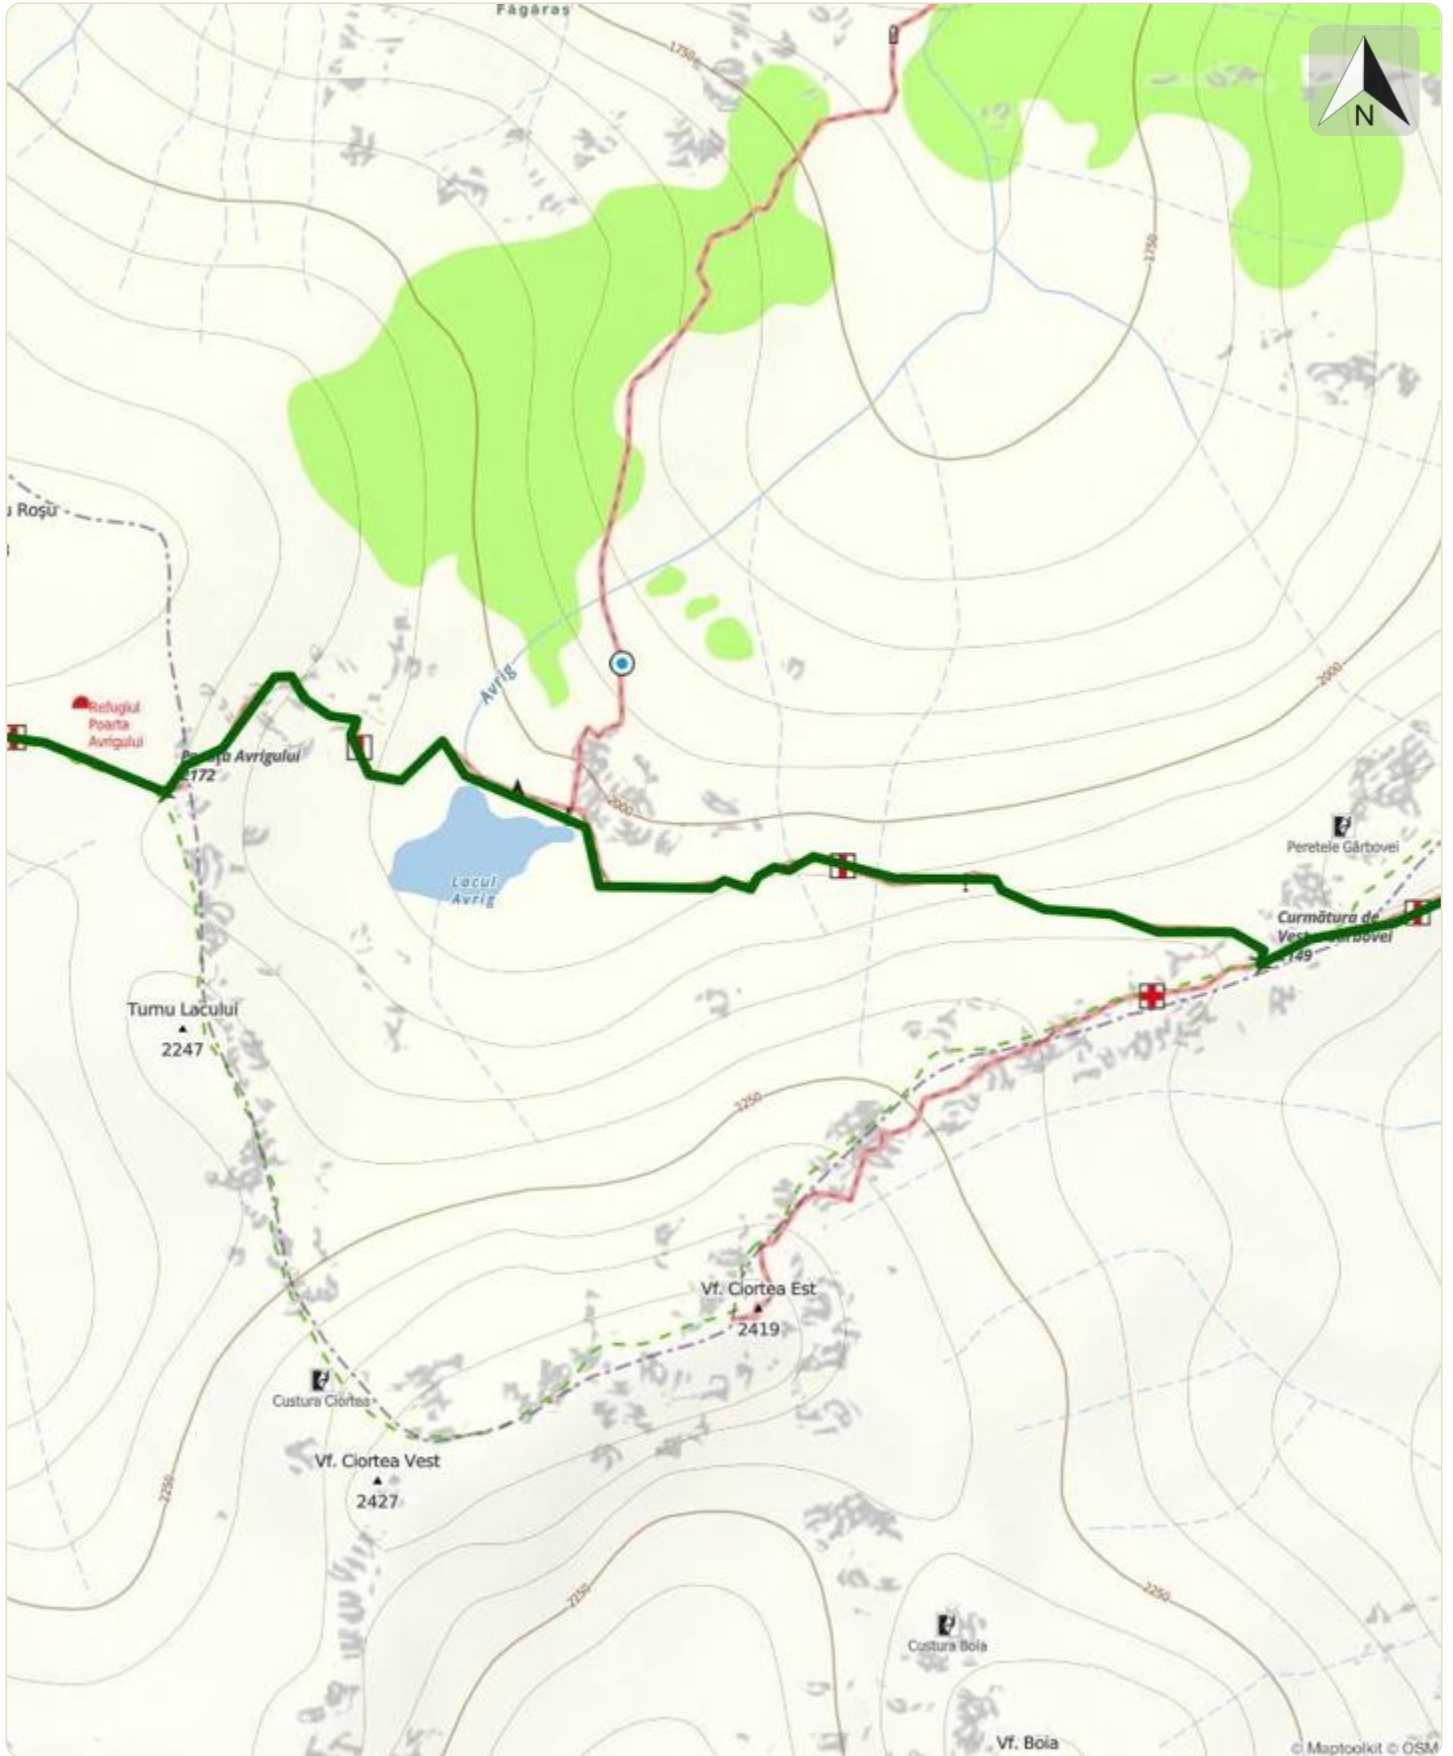 Făgăraș
N
1750
1750
u Roșu
2000
Avrig
Refugiul
Poarta
Avrigului
Avrigului
2172
2000
Peretele Gârbovei
Lacul
Avrig
Curmătura de
Tumu Lacului
2247
2250
Vf. Ciortea Est
2419
Custura Ciortea
Vf. Ciortea Vest
2427
2250
2250
2250
Custura Boia
Vf. Boia
© Maptoolkit © OSM